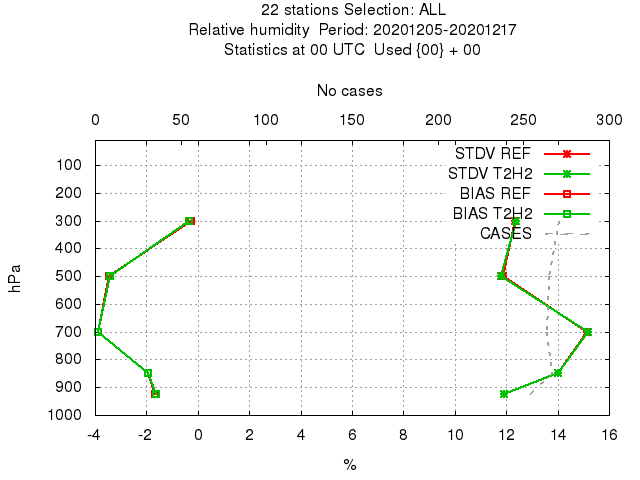 22 stations Selection: ALL
Relative humidity  Period: 20201205-20201217
Statistics at 00 UTC  Used {00} + 00
No cases
0 50 100 150 200 250 300
STDV REF
STDV T2H2
BIAS REF
BIAS T2H2
CASES
100
200
300
400
500
600
700
800
900
1000
hPa
-4 -2 0 2 4 6 8 10 12 14 16
%